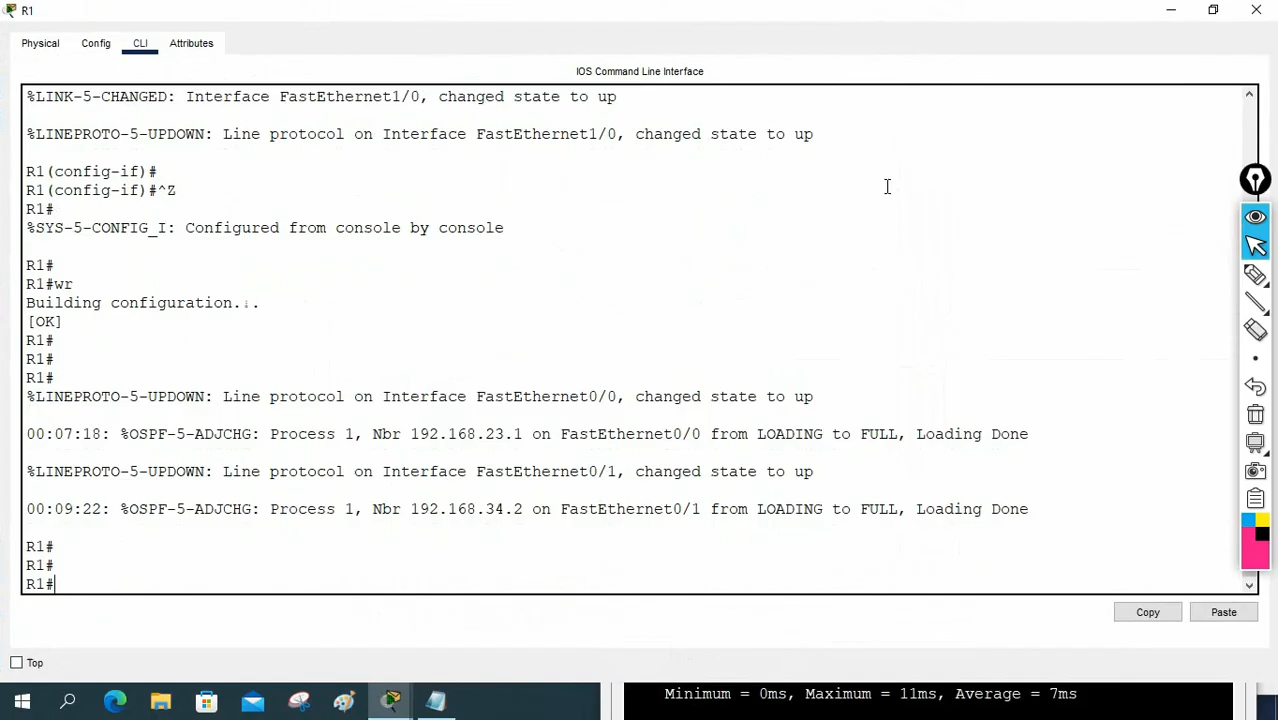 R1
Physical Config CLI Attributes
IOS Command Line Interface
%LINK-5-CHANGED: Interface FastEthernet1/0, changed state to up
%LINEPROTO-5-UPDOWN: Line protocol on Interface FastEthernet1/0, changed state to up
R1(config-if)#
R1(config-if)#^Z
R1#
%SYS-5-CONFIG_I: Configured from console by console
R1#
R1#wr
Building configuration...
[OK]
R1#
R1#
R1#
%LINEPROTO-5-UPDOWN: Line protocol on Interface FastEthernet0/0, changed state to up
00:07:18: %OSPF-5-ADJCHG: Process 1, Nbr 192.168.23.1 on FastEthernet0/0 from LOADING to FULL, Loading Done
%LINEPROTO-5-UPDOWN: Line protocol on Interface FastEthernet0/1, changed state to up
00:09:22: %OSPF-5-ADJCHG: Process 1, Nbr 192.168.34.2 on FastEthernet0/1 from LOADING to FULL, Loading Done
R1#
R1#
R1#
Copy Paste
Top
Minimum = 0ms, Maximum = 11ms, Average = 7ms